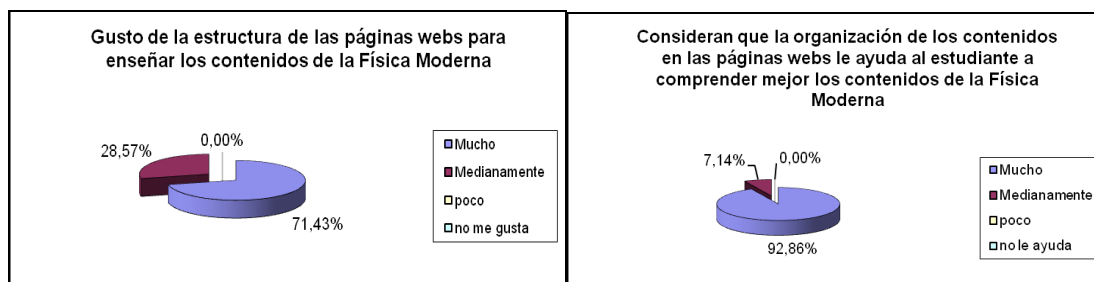 Gusto de la estructura de las páginas webs para
enseñar los contenidos de la Física Moderna
28,57%
0,00%
71,43%
Mucho
Medianamente
poco
no me gusta
Consideran que la organización de los contenidos
en las páginas webs le ayuda al estudiante a
comprender mejor los contenidos de la Física
Moderna
7,14%
0,00%
92,86%
Mucho
Medianamente
poco
no le ayuda